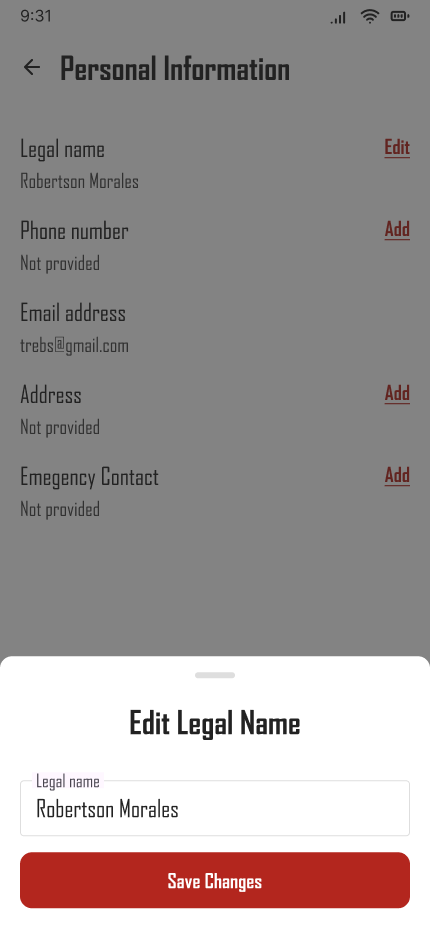 9:31
Personal Information
Legal name
Edit
Robertson Morales
Phone number
Add
Not provided
Email address
trebs@gmail.com
Address
Add
Not provided
Emegency Contact
Add
Not provided
Edit Legal Name
Legal name
Robertson Morales
Save Changes